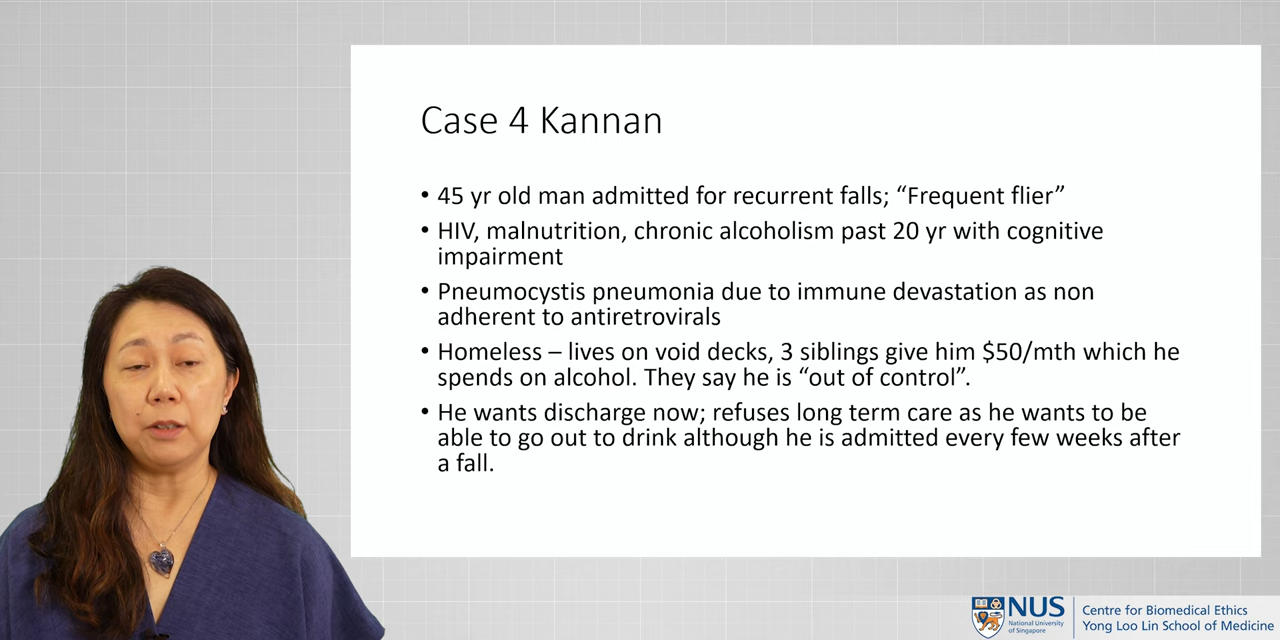 Case 4 Kannan
• 45 yr old man admitted for recurrent falls; “Frequent flier”
• HIV, malnutrition, chronic alcoholism past 20 yr with cognitive
impairment
• Pneumocystis pneumonia due to immune devastation as non
adherent to antiretrovirals
• Homeless – lives on void decks, 3 siblings give him $50/mth which he
spends on alcohol. They say he is “out of control”.
• He wants discharge now; refuses long term care as he wants to be
able to go out to drink although he is admitted every few weeks after
a fall.
NUS
National University
of Singapore
Centre for Biomedical Ethics
Yong Loo Lin School of Medicine